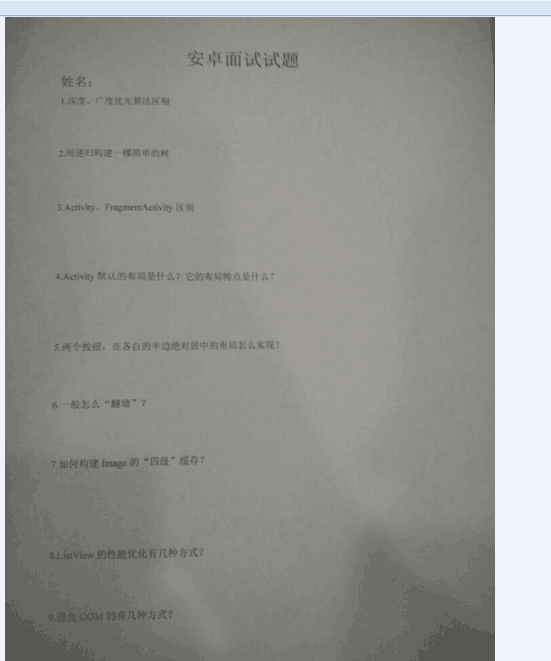 安卓面试试题
姓名：
1.深度、广度优先算法区别
2.用递归构建一棵简单的树
3.Activity、FragmentActivity 区别
4.Activity 默认的布局是什么？它的布局特点是什么？
5.两个按钮，在各自的半边绝对居中的布局怎么实现？
6.一般怎么“翻墙”？
7.如何构建 Image 的“四级”缓存？
8.ListView 的性能优化有几种方式？
9.避免 OOM 的有几种方式？